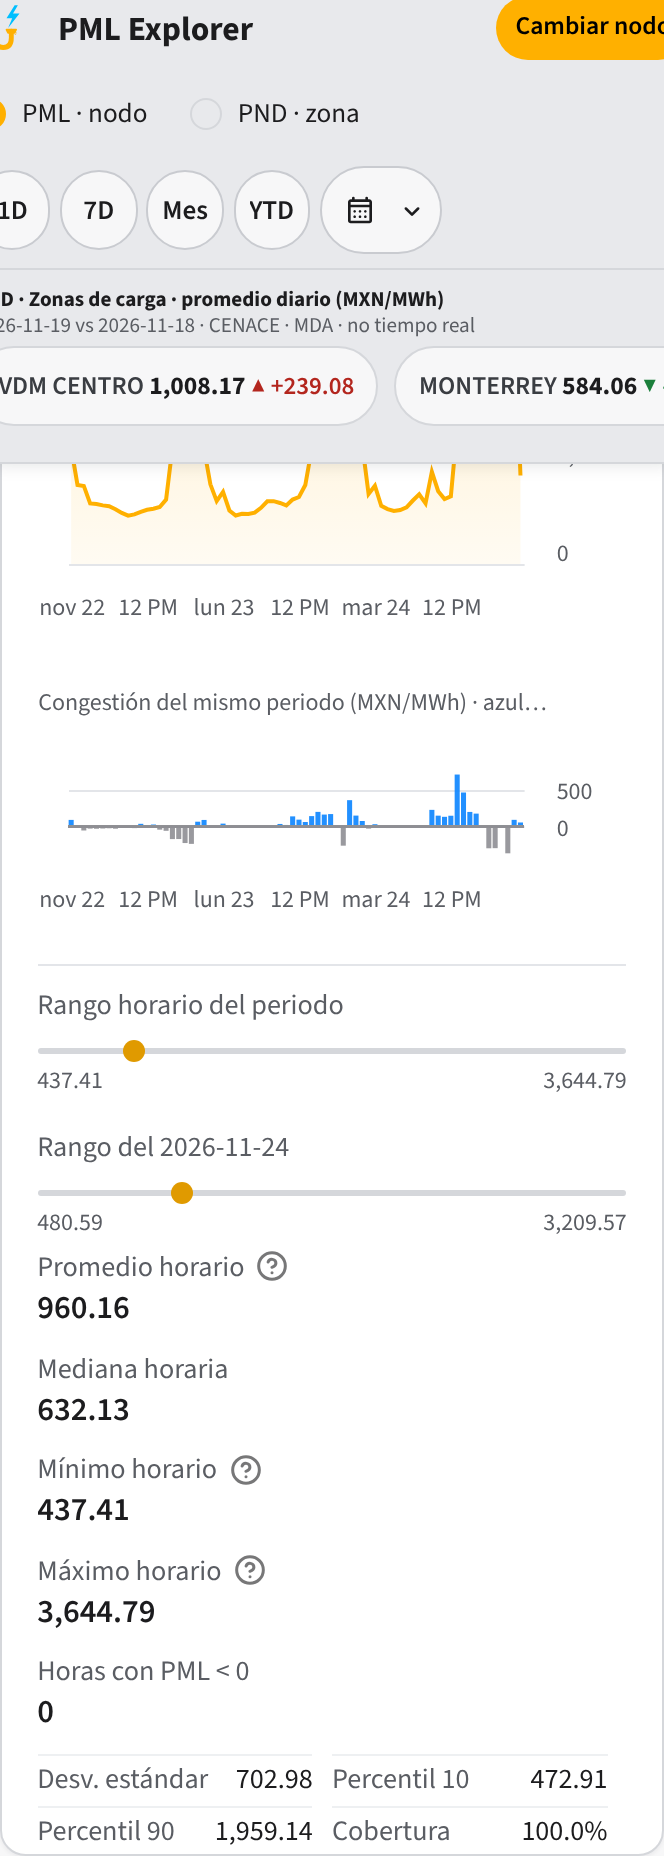 PML Explorer
Cambiar nodo
PML · nodo
PND · zona
1D
7D
Mes
YTD
D · Zonas de carga · promedio diario (MXN/MWh)
26-11-19 vs 2026-11-18 · CENACE · MDA · no tiempo real
VDM CENTRO 1,008.17 ▲ +239.08
MONTERREY 584.06 ▼
0
nov 22 12 PM lun 23 12 PM mar 24 12 PM
Congestión del mismo periodo (MXN/MWh) · azul…
500
0
nov 22 12 PM lun 23 12 PM mar 24 12 PM
Rango horario del periodo
437.41 3,644.79
Rango del 2026-11-24
480.59 3,209.57
Promedio horario ?
960.16
Mediana horaria
632.13
Mínimo horario ?
437.41
Máximo horario ?
3,644.79
Horas con PML < 0
0
Desv. estándar 702.98 Percentil 10 472.91
Percentil 90 1,959.14 Cobertura 100.0%